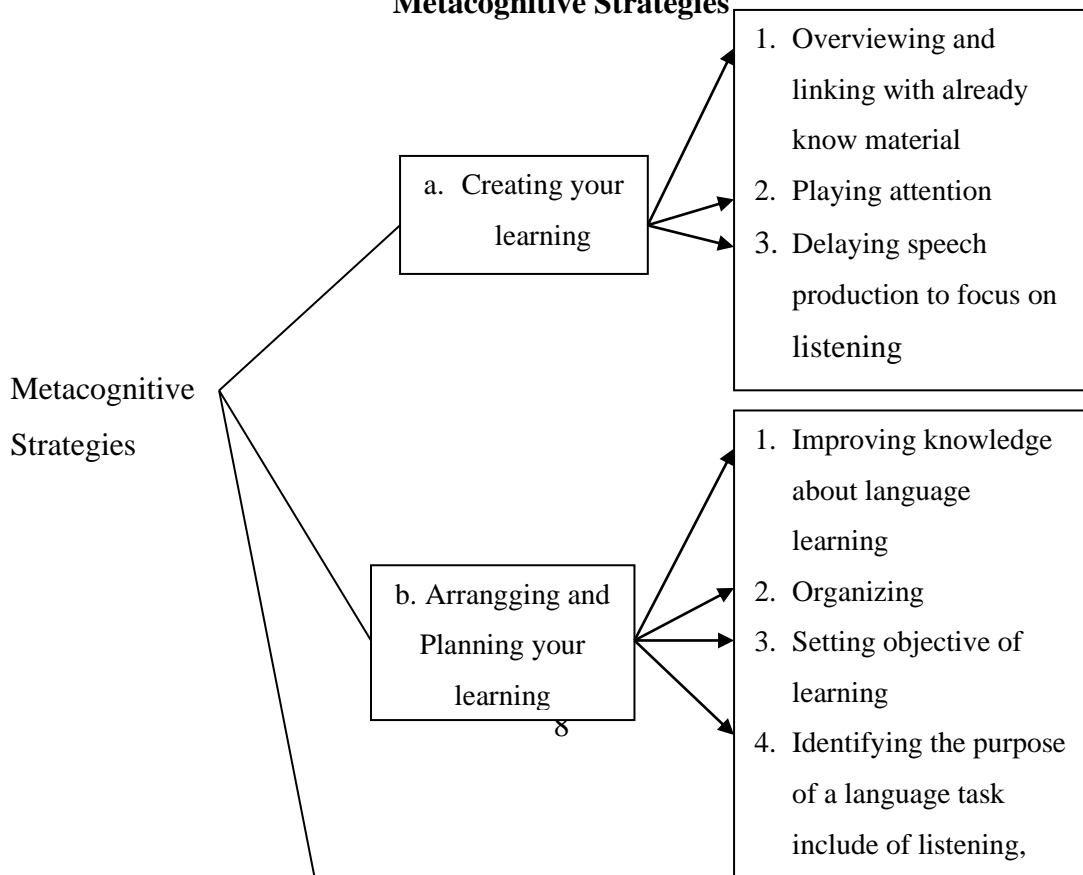 Metacognitive Strategies
1. Overviewing and
linking with already
know material
a. Creating your
learning
2. Playing attention
3. Delaying speech
production to focus on
listening
Metacognitive
Strategies
1. Improving knowledge
about language
learning
b. Arrangging and
Planning your
learning
2. Organizing
3. Setting objective of
learning
8
4. Identifying the purpose
of a language task
include of listening,